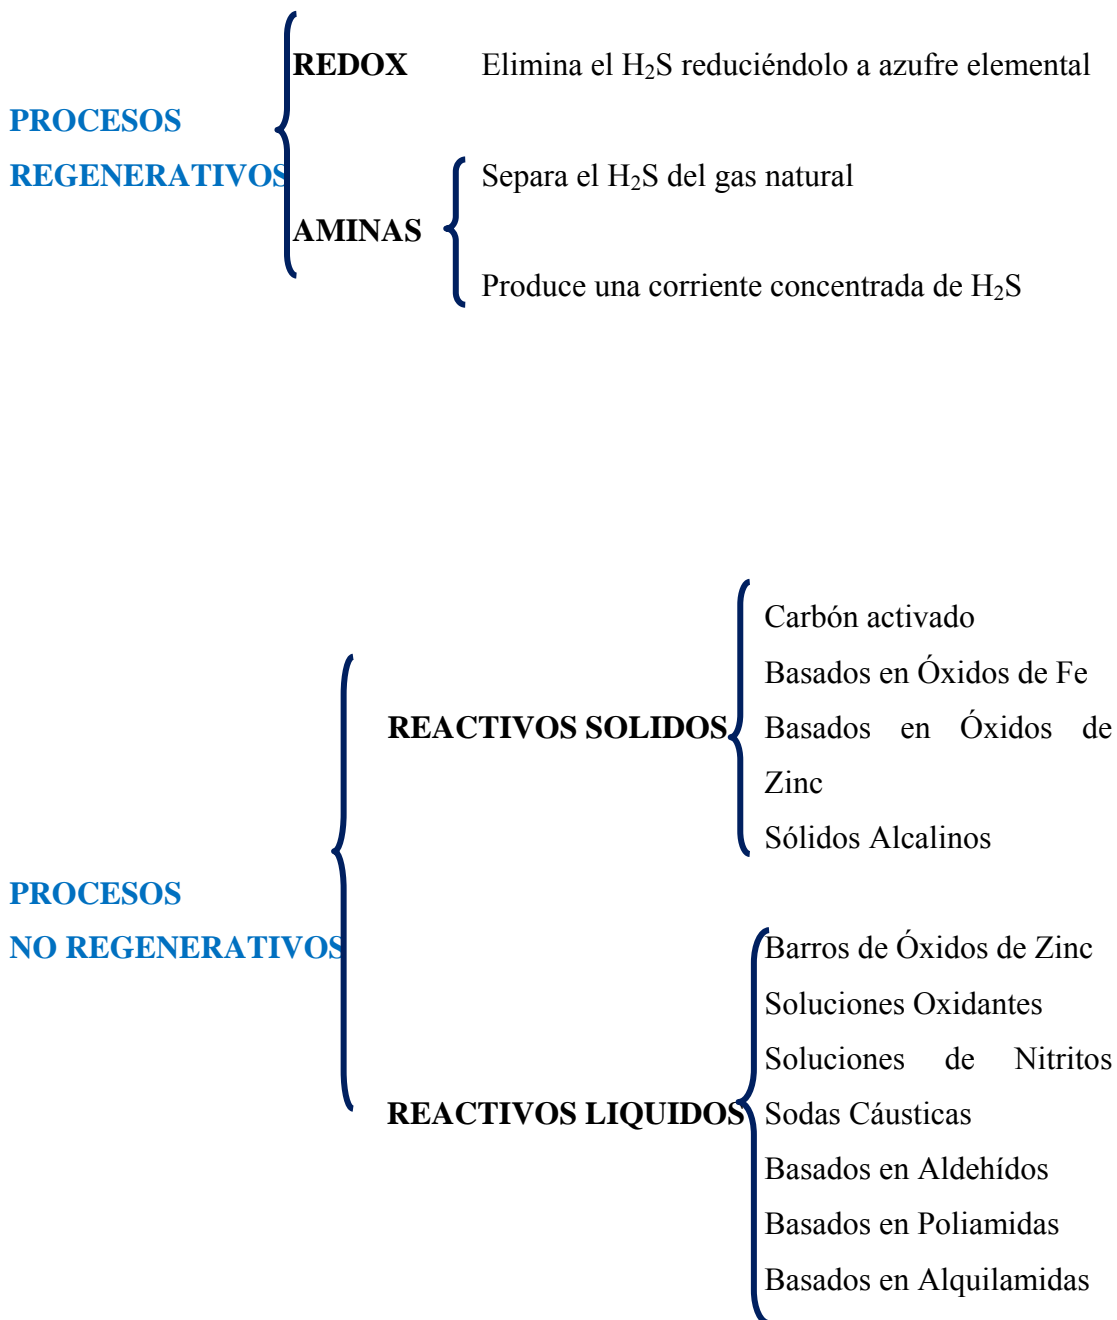 PROCESOS
REGENERATIVOS
REDOX
Elimina el H₂S reduciéndolo a azufre elemental
AMINAS
Separa el H₂S del gas natural
Produce una corriente concentrada de H₂S
PROCESOS
NO REGENERATIVOS
REACTIVOS SOLIDOS
Carbón activado
Basados en Óxidos de Fe
Basados en Óxidos de
Zinc
Sólidos Alcalinos
REACTIVOS LIQUIDOS
Barros de Óxidos de Zinc
Soluciones Oxidantes
Soluciones de Nitritos
Sodas Cáusticas
Basados en Aldehídos
Basados en Poliamidas
Basados en Alquilamidas